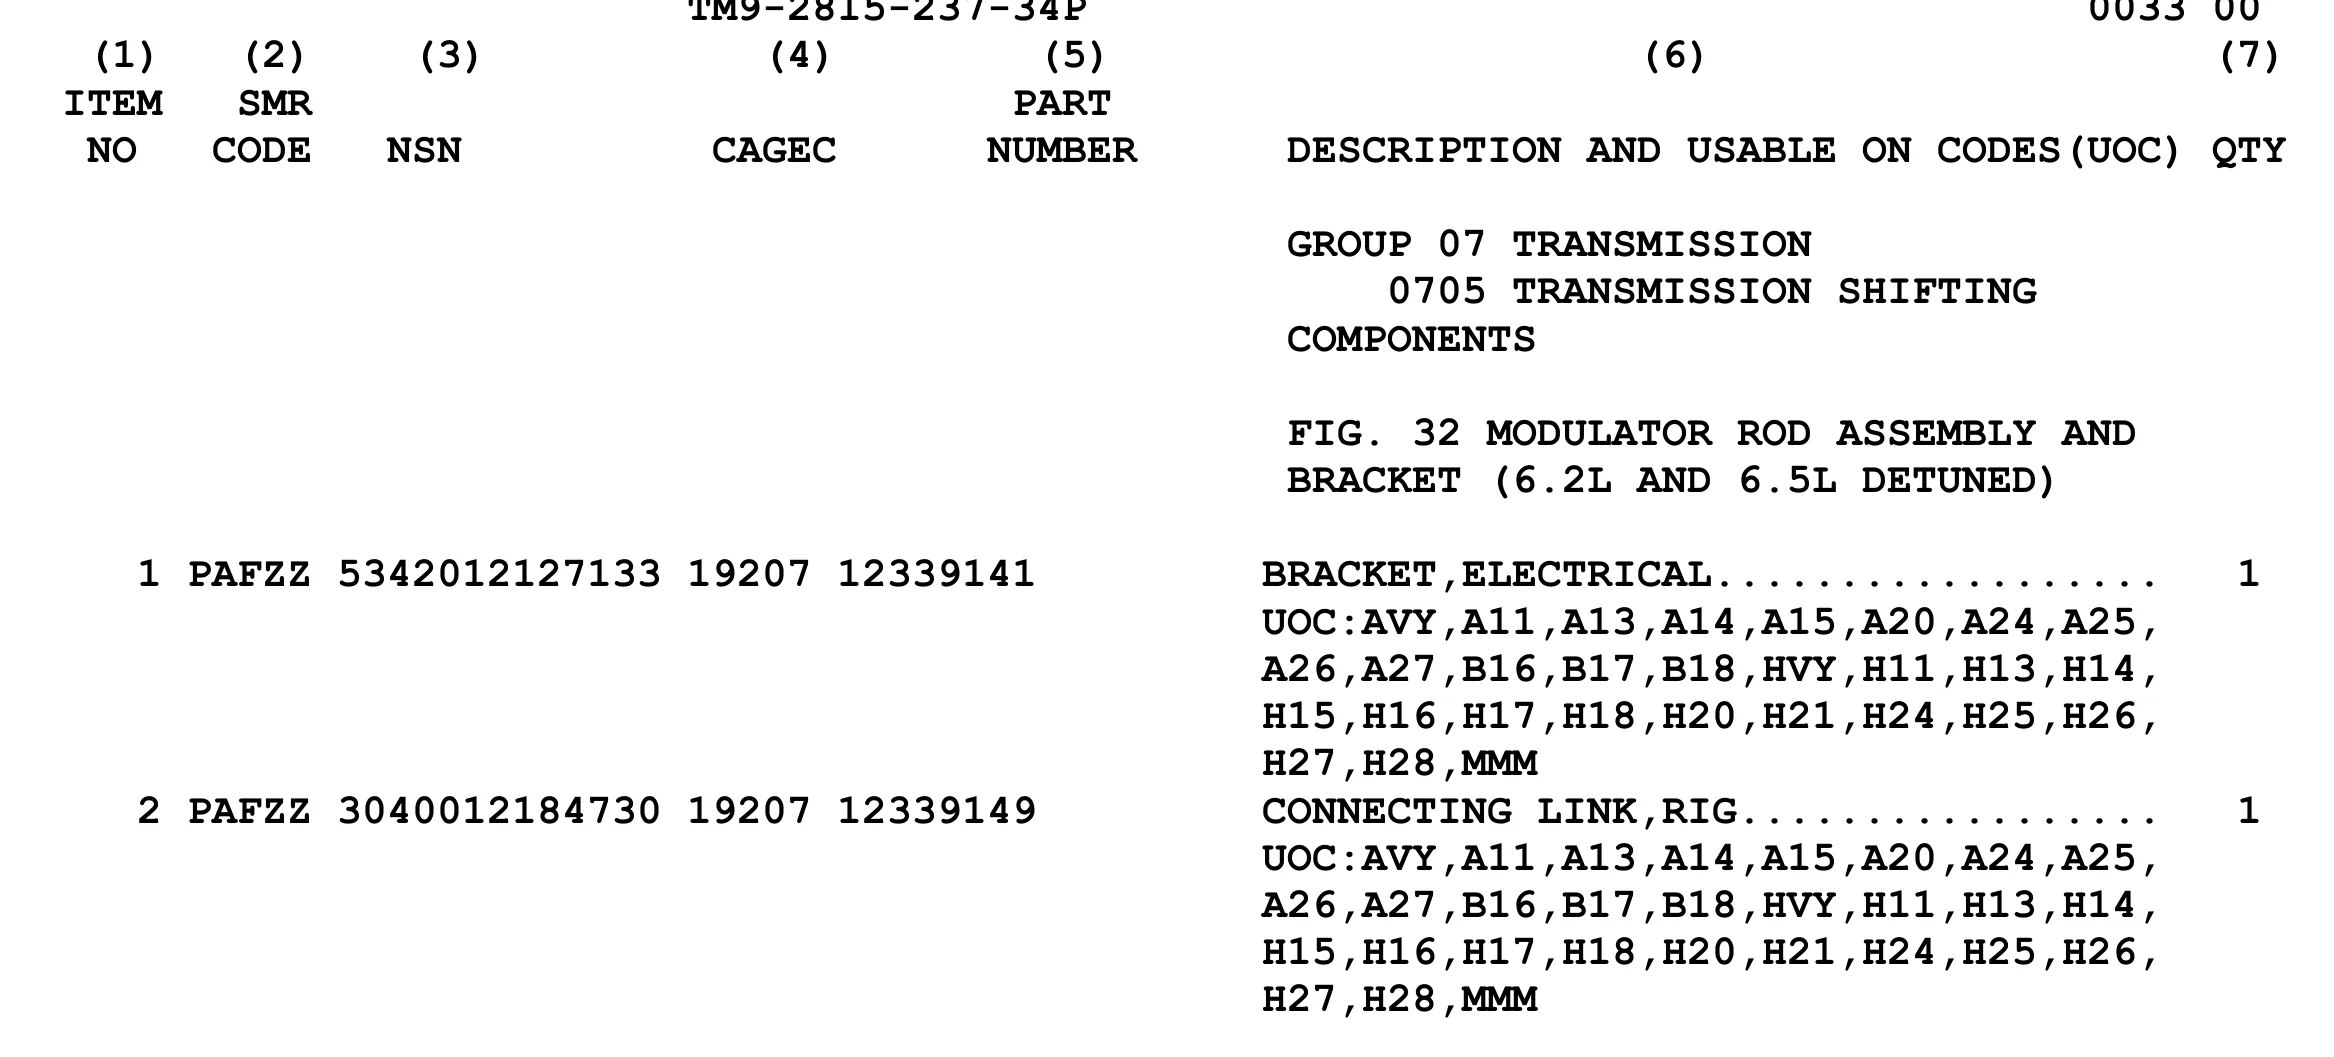 TM9-2815-237-34P 0033 00
(1) (2) (3) (4) (5) (6) (7)
ITEM SMR PART
NO CODE NSN CAGEC NUMBER DESCRIPTION AND USABLE ON CODES(UOC) QTY
GROUP 07 TRANSMISSION
0705 TRANSMISSION SHIFTING
COMPONENTS
FIG. 32 MODULATOR ROD ASSEMBLY AND
BRACKET (6.2L AND 6.5L DETUNED)
1 PAFZZ 5342012127133 19207 12339141 BRACKET,ELECTRICAL.................. 1
UOC:AVY,A11,A13,A14,A15,A20,A24,A25,
A26,A27,B16,B17,B18,HVY,H11,H13,H14,
H15,H16,H17,H18,H20,H21,H24,H25,H26,
H27,H28,MMM
2 PAFZZ 3040012184730 19207 12339149 CONNECTING LINK,RIG................. 1
UOC:AVY,A11,A13,A14,A15,A20,A24,A25,
A26,A27,B16,B17,B18,HVY,H11,H13,H14,
H15,H16,H17,H18,H20,H21,H24,H25,H26,
H27,H28,MMM